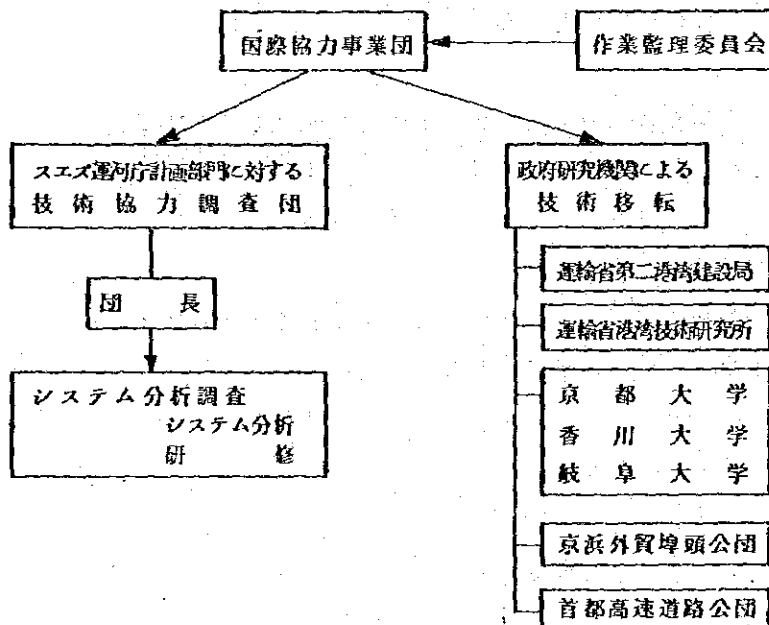 国際協力事業団
作業監理委員会
スエズ運河庁計画部門に対する
技術協力調査団
政府研究機関による
技術移転
団長
システム分析調査
システム分析
研修
運輸省第二港湾建設局
運輸省港湾技術研究所
京都大学
香川大学
岐阜大学
京浜外貿埠頭公団
首都高速道路公団